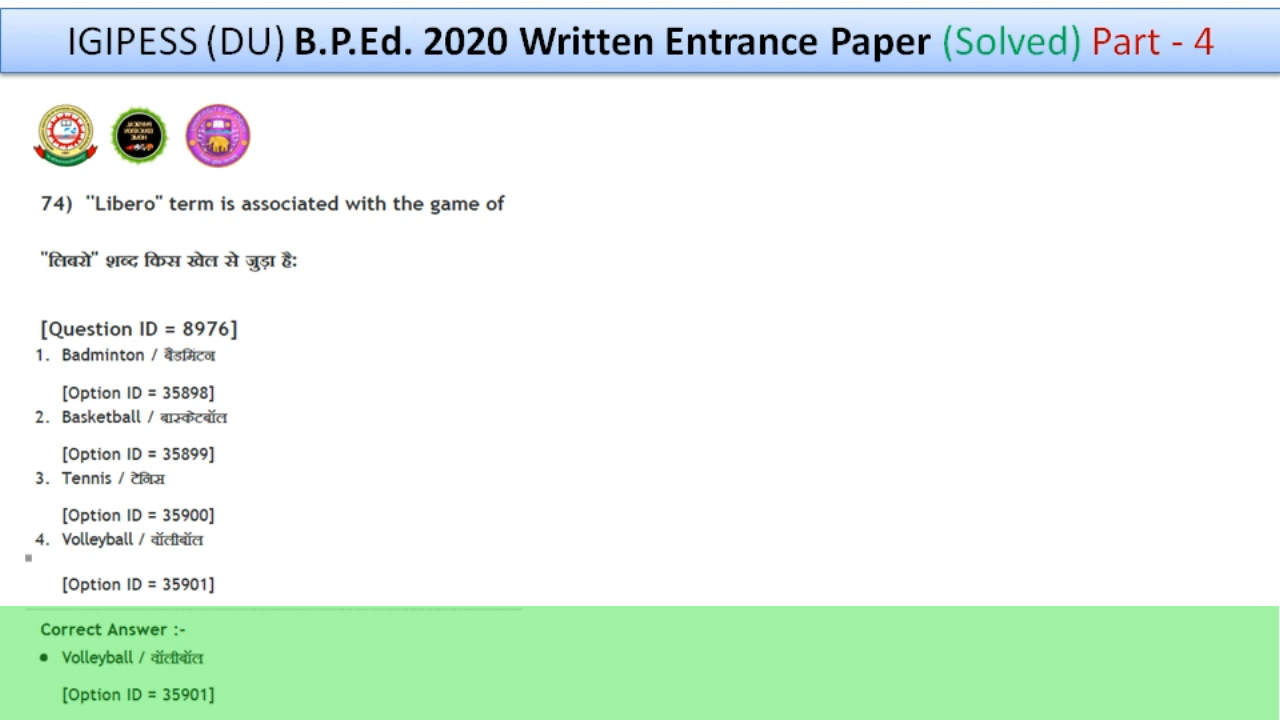 IGIPESS (DU) B.P.Ed. 2020 Written Entrance Paper (Solved) Part - 4
74) "Libero" term is associated with the game of
"लिबरो" शब्द किस खेल से जुड़ा है:
[Question ID = 8976]
1. Badminton / बैडमिंटन
[Option ID = 35898]
2. Basketball / बास्केटबॉल
[Option ID = 35899]
3. Tennis / टेनिस
[Option ID = 35900]
4. Volleyball / वॉलीबॉल
[Option ID = 35901]
Correct Answer :-
• Volleyball / वॉलीबॉल
[Option ID = 35901]